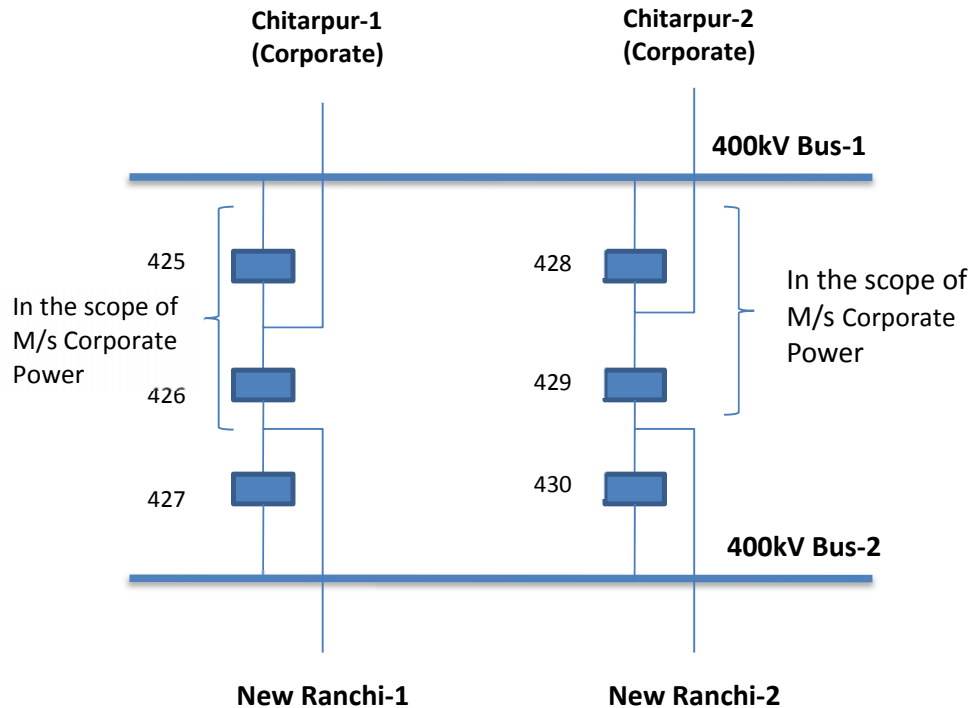 Chitarpur-1
(Corporate)
Chitarpur-2
(Corporate)
400kV Bus-1
425
428
In the scope of
M/s Corporate
Power
In the scope of
M/s Corporate
Power
426
429
427
430
400kV Bus-2
New Ranchi-1
New Ranchi-2